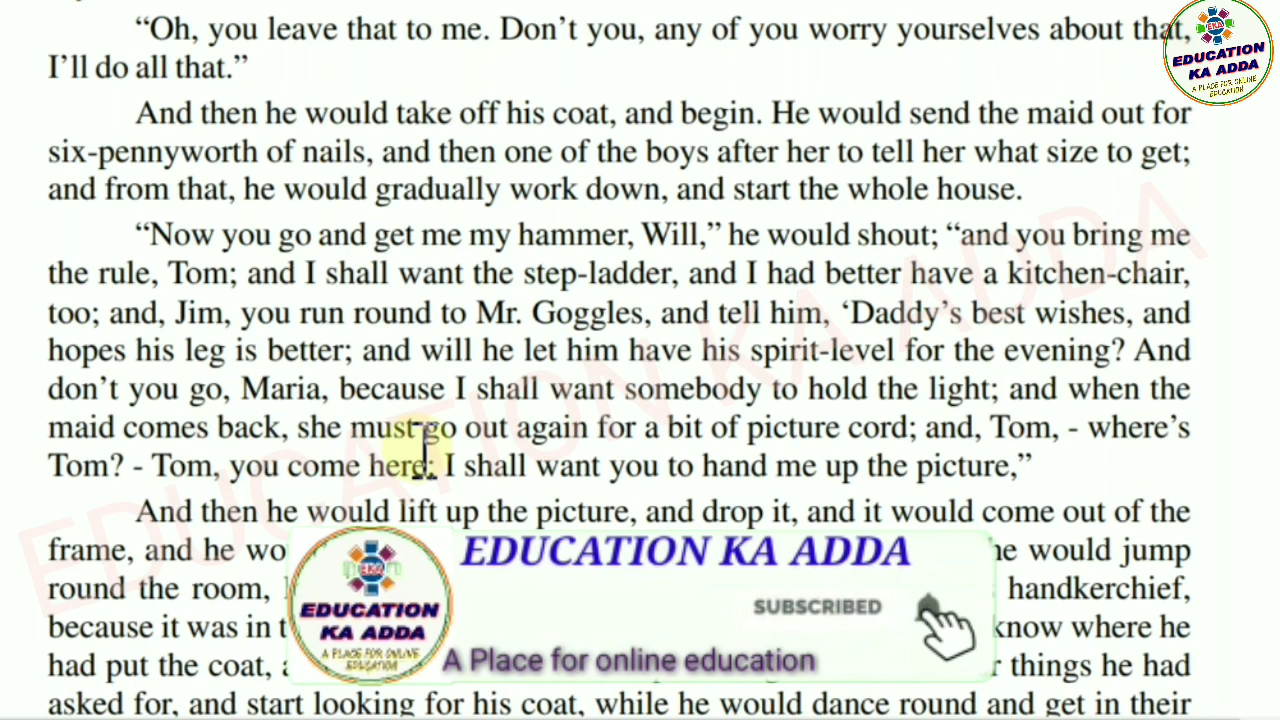 “Oh, you leave that to me. Don’t you, any of you worry yourselves about that,
I’ll do all that.”
And then he would take off his coat, and begin. He would send the maid out for
six-pennyworth of nails, and then one of the boys after her to tell her what size to get;
and from that, he would gradually work down, and start the whole house.
“Now you go and get me my hammer, Will,” he would shout; “and you bring me
the rule, Tom; and I shall want the step-ladder, and I had better have a kitchen-chair,
too; and, Jim, you run round to Mr. Goggles, and tell him, ‘Daddy’s best wishes, and
hopes his leg is better; and will he let him have his spirit-level for the evening? And
don’t you go, Maria, because I shall want somebody to hold the light; and when the
maid comes back, she must go out again for a bit of picture cord; and, Tom, - where’s
Tom? - Tom, you come here; I shall want you to hand me up the picture,”
And then he would lift up the picture, and drop it, and it would come out of the
frame, and he he would jump
round the room, handkerchief,
because it was in know where he
had put the coat, things he had
asked for, and start looking for his coat, while he would dance round and get in their
EKA
EDUCATION
KA ADDA
A PLACE FOR ONLINE
EDUCATION
EDUCATION KA ADDA
EKA
EDUCATION
KA ADDA
A PLACE FOR ONLINE
EDUCATION
EDUCATION KA ADDA
SUBSCRIBED
A Place for online education